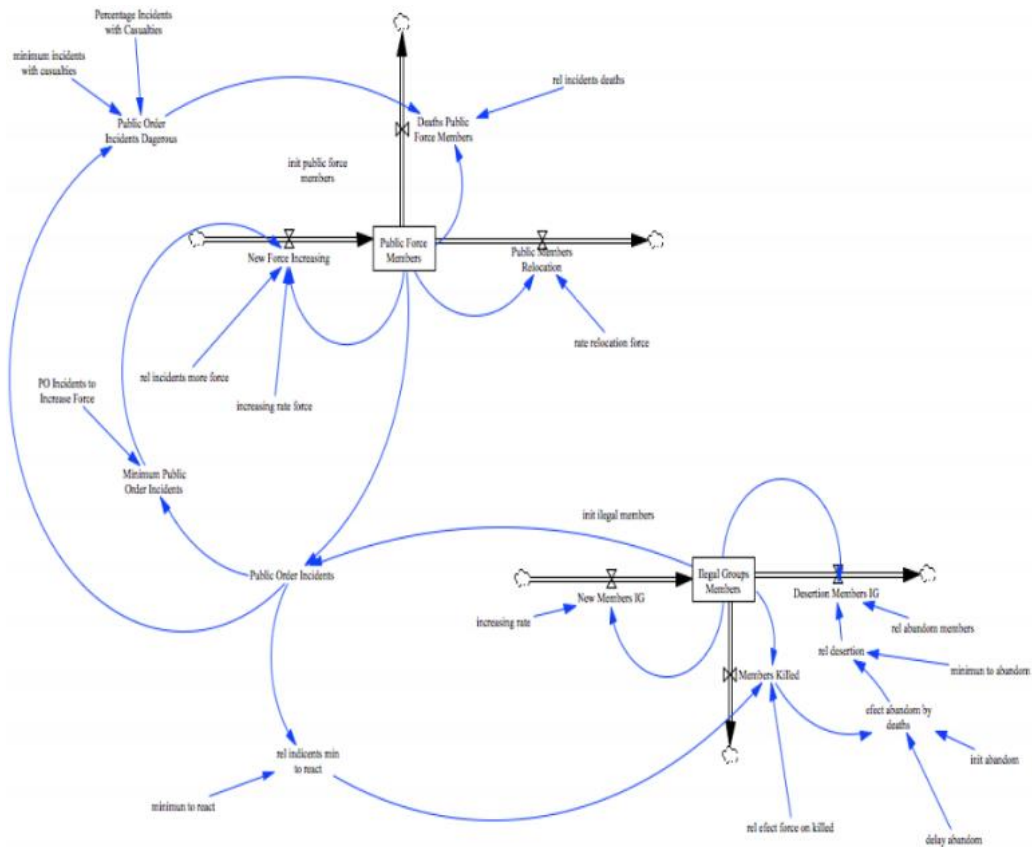 Percentage Incidents
with Casualties
minimum incidents
with casualties
rel incidents deaths
Public Order
Incidents Dagerous
Deaths Public
Force Members
init public force
members
Public Force
Members
New Force Increasing
Public Members
Relocation
rate relocation force
rel incidents more force
PO Incidents to
Increase Force
increasing rate force
Minimum Public
Order Incidents
init ilegal members
Public Order Incidents
Ilegal Groups
Members
New Members IG
Desertion Members IG
increasing rate
rel abandom members
rel desertion
minimun to abandom
Members Killed
efect abandom by
deaths
rel indicents min
to react
init abandom
minimun to react
rel efect force on killed
delay abandom